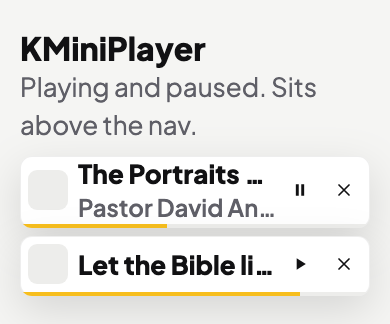 KMiniPlayer
Playing and paused. Sits
above the nav.
The Portraits ...
Pastor David An...
Let the Bible li...